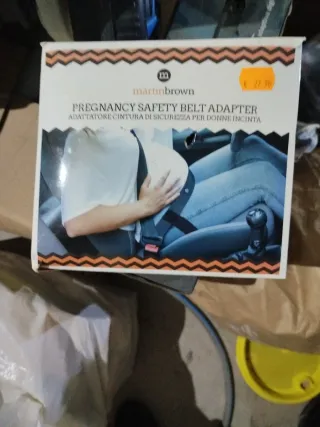 m
martinbrown
PREGNANCY SAFETY BELT ADAPTER
ADATTATORE CINTURA DI SICUREZZA PER DONNE INCINTA